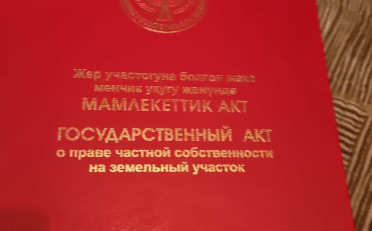 Жер участогуна болгон жеке
менчик укугу жөнүндө
МАМЛЕКЕТТИК АКТ
ГОСУДАРСТВЕННЫЙ АКТ
о праве частной собственности
на земельный участок